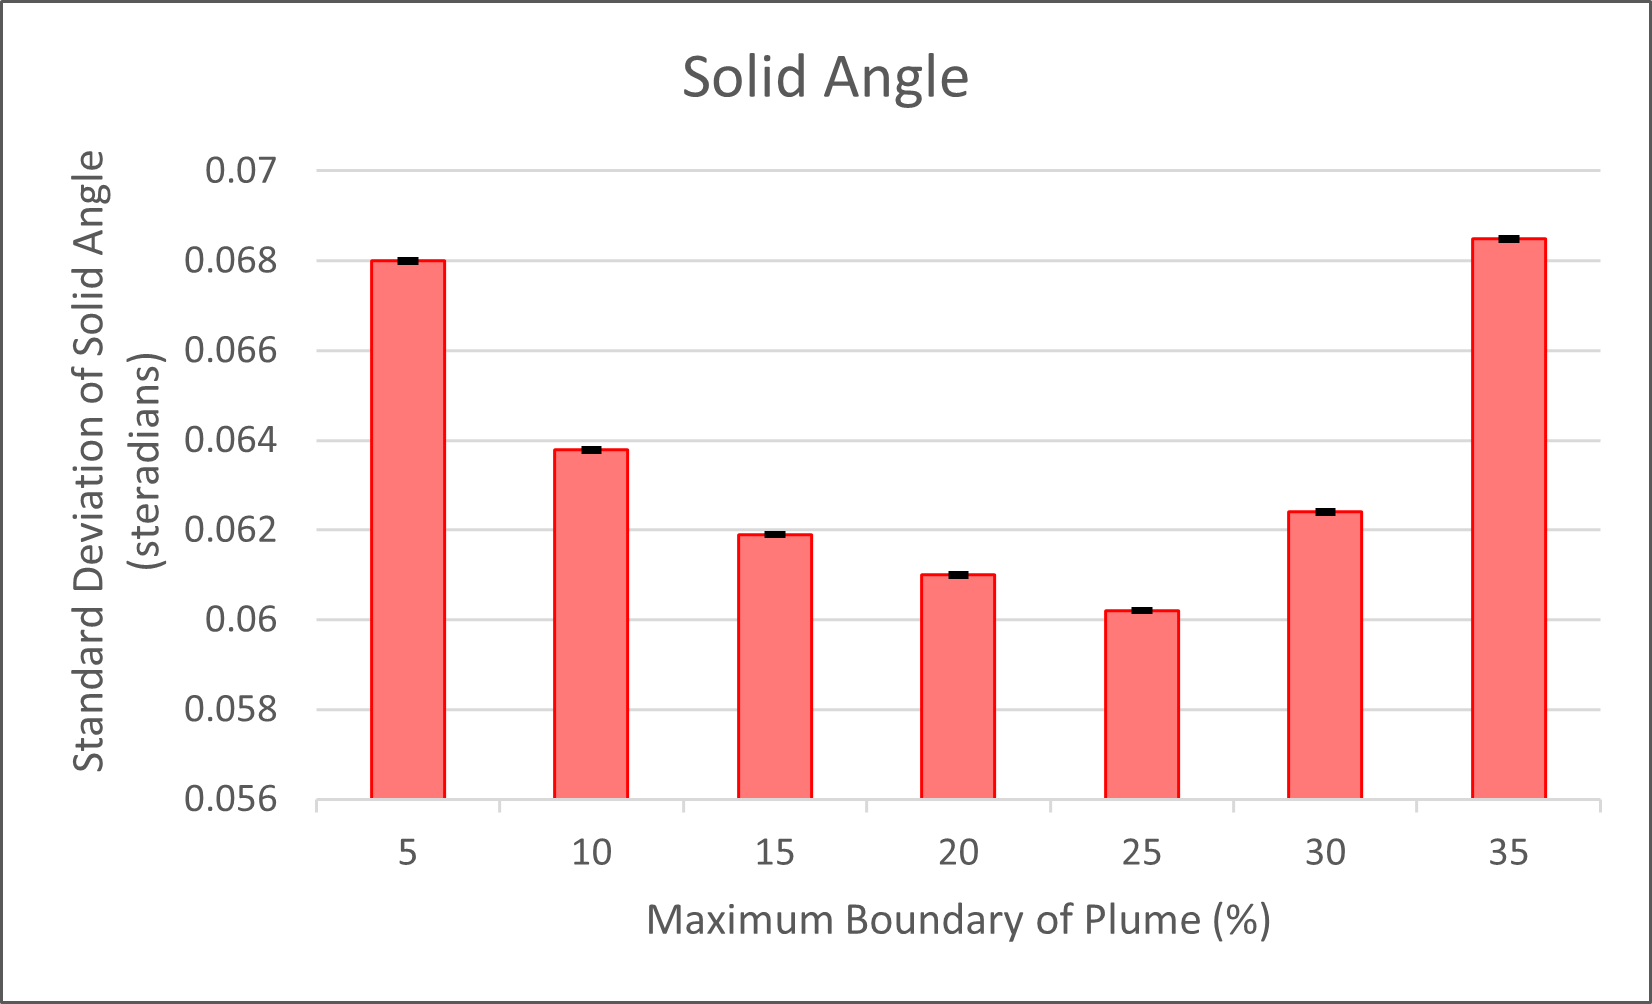 Solid Angle
Standard Deviation of Solid Angle
(steradians)
0.07
0.068
0.066
0.064
0.062
0.06
0.058
0.056
5 10 15 20 25 30 35
Maximum Boundary of Plume (%)